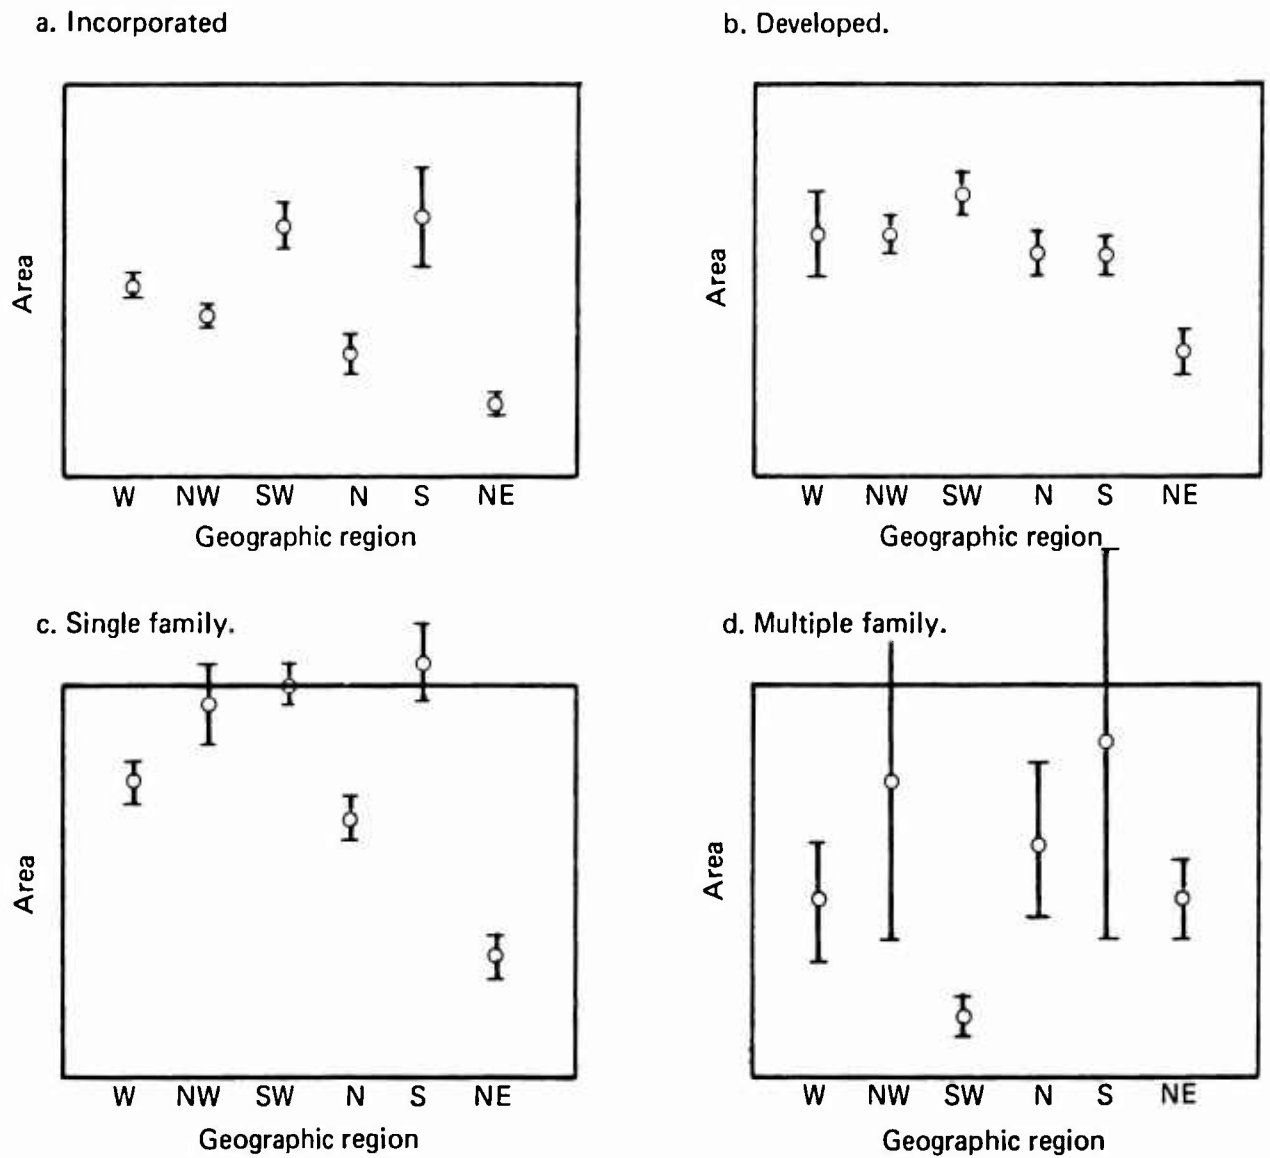 a. Incorporated
Area
W NW SW N S NE
Geographic region
b. Developed.
Area
W NW SW N S NE
Geographic region
c. Single family.
Area
W NW SW N S NE
Geographic region
d. Multiple family.
Area
W NW SW N S NE
Geographic region